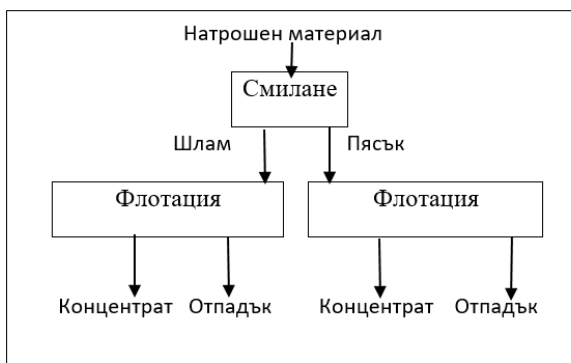 Натрошен материал
Смилане
Шлам Пясък
Флотация Флотация
Концентрат Отпадък Концентрат Отпадък